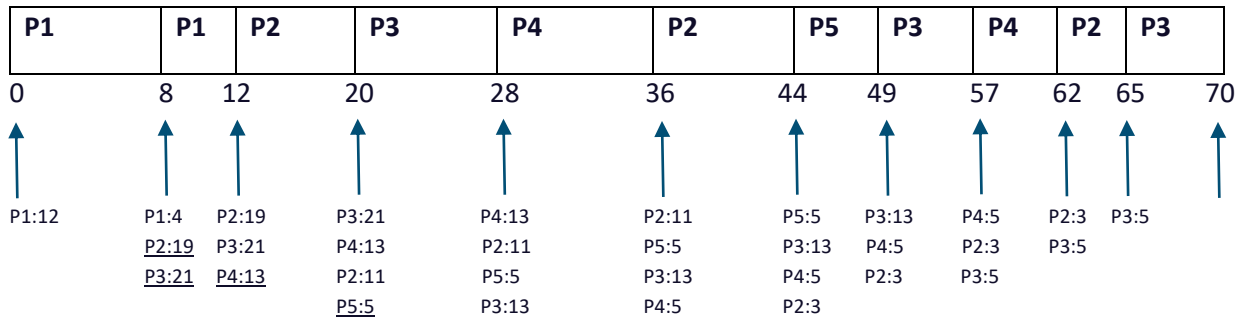 P1 P1 P2 P3 P4 P2 P5 P3 P4 P2 P3
0 8 12 20 28 36 44 49 57 62 65 70
P1:12 P1:4 P2:19 P3:21 P4:13 P2:11 P5:5 P3:13 P4:5 P2:3 P3:5
P2:19 P3:21 P4:13 P2:11 P5:5 P3:13 P4:5 P2:3 P3:5
P3:21 P4:13 P2:11 P5:5 P3:13 P4:5 P2:3 P3:5
P5:5 P3:13 P4:5 P2:3